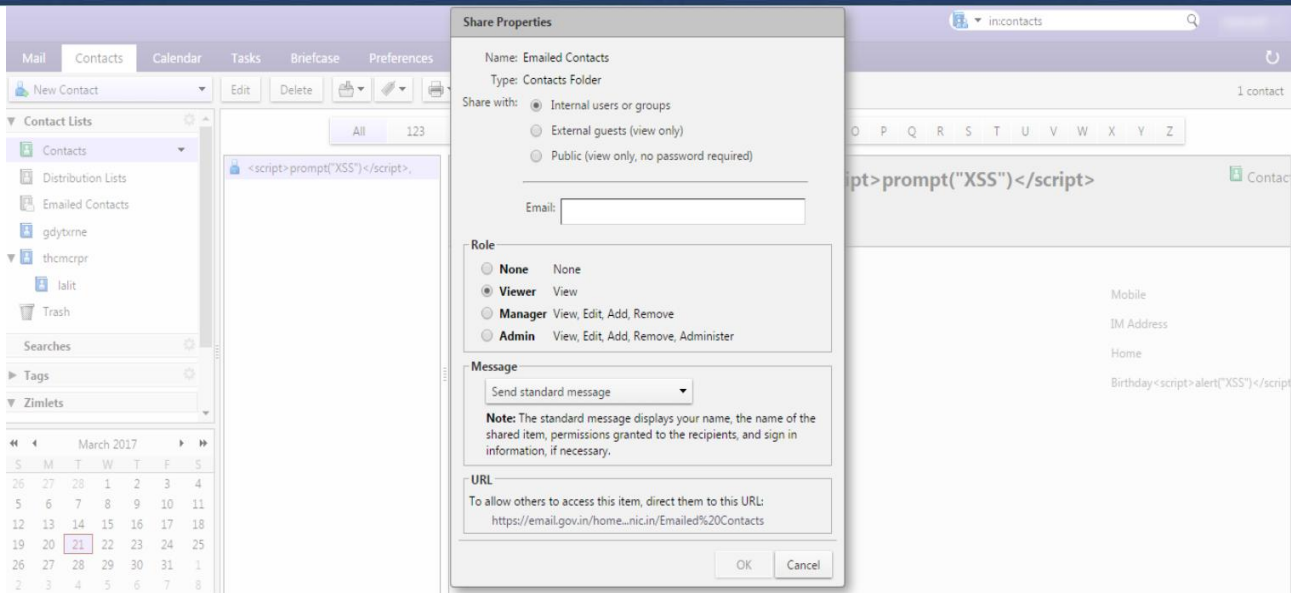 Share Properties
in:contacts
Mail Contacts Calendar Tasks Briefcase Preferences
New Contact Edit Delete
1 contact
Contact Lists
Contacts
Distribution Lists
Emailed Contacts
gdytxrne
thcmcrpr
lalit
Trash
Searches
Tags
Zimlets
All 123
O P Q R S T U V W X Y Z
<script>prompt("XSS")</script>,
ipt>prompt("XSS")</script>
Contac
Mobile
IM Address
Home
Birthday<script>alert("XSS")</script
Name: Emailed Contacts
Type: Contacts Folder
Share with: Internal users or groups
External guests (view only)
Public (view only, no password required)
Email:
Role
None None
Viewer View
Manager View, Edit, Add, Remove
Admin View, Edit, Add, Remove, Administer
Message
Send standard message
Note: The standard message displays your name, the name of the
shared item, permissions granted to the recipients, and sign in
information, if necessary.
URL
To allow others to access this item, direct them to this URL:
https://email.gov.in/home...nic.in/Emailed%20Contacts
OK Cancel
March 2017
S M T W T F S
26 27 28 1 2 3 4
5 6 7 8 9 10 11
12 13 14 15 16 17 18
19 20 21 22 23 24 25
26 27 28 29 30 31 1
2 3 4 5 6 7 8